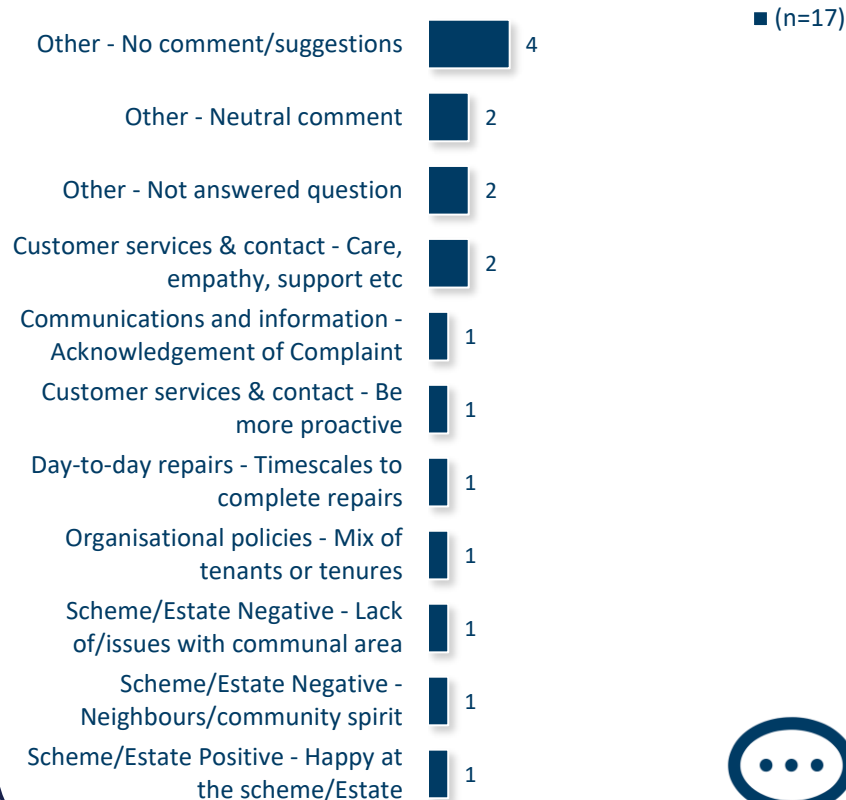 (n=17)
Other - No comment/suggestions 4
Other - Neutral comment 2
Other - Not answered question 2
Customer services & contact - Care,
empathy, support etc 2
Communications and information -
Acknowledgement of Complaint 1
Customer services & contact - Be
more proactive 1
Day-to-day repairs - Timescales to
complete repairs 1
Organisational policies - Mix of
tenants or tenures 1
Scheme/Estate Negative - Lack
of/issues with communal area 1
Scheme/Estate Negative -
Neighbours/community spirit 1
Scheme/Estate Positive - Happy at
the scheme/Estate 1